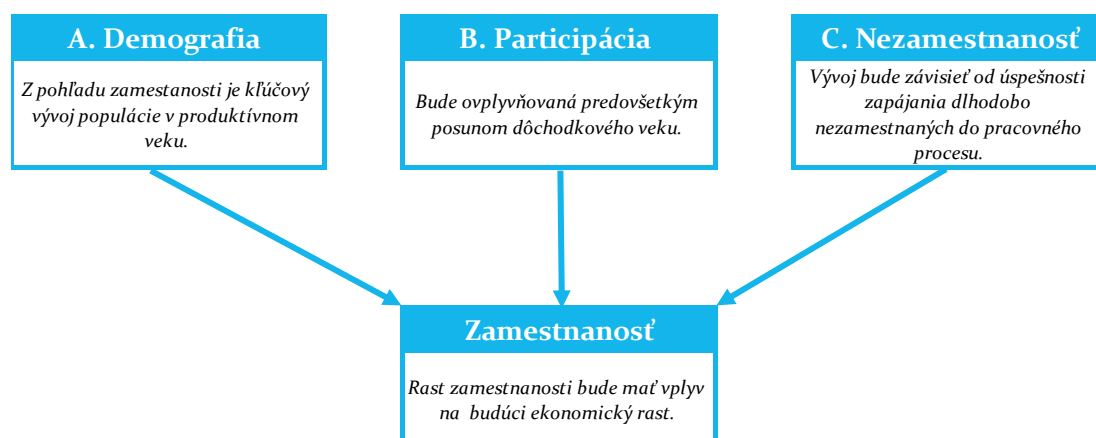 A. Demografia
Z pohľadu zamestanosti je kľúčový
vývoj populácie v produktívnom
veku.
B. Participácia
Bude ovplyvňovaná predovšetkým
posunom dôchodkového veku.
C. Nezamestnanosť
Vývoj bude závisieť od úspešnosti
zapájania dlhodobo
nezamestnaných do pracovného
procesu.
Zamestnanosť
Rast zamestnanosti bude mať vplyv
na budúci ekonomický rast.